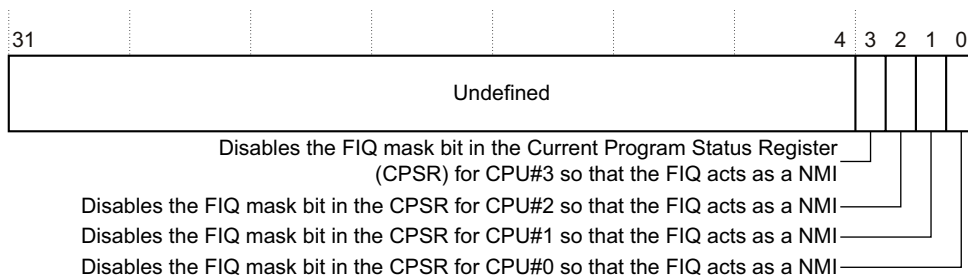 31 4 3 2 1 0
Undefined
Disables the FIQ mask bit in the Current Program Status Register
(CPSR) for CPU#3 so that the FIQ acts as a NMI
Disables the FIQ mask bit in the CPSR for CPU#2 so that the FIQ acts as a NMI
Disables the FIQ mask bit in the CPSR for CPU#1 so that the FIQ acts as a NMI
Disables the FIQ mask bit in the CPSR for CPU#0 so that the FIQ acts as a NMI